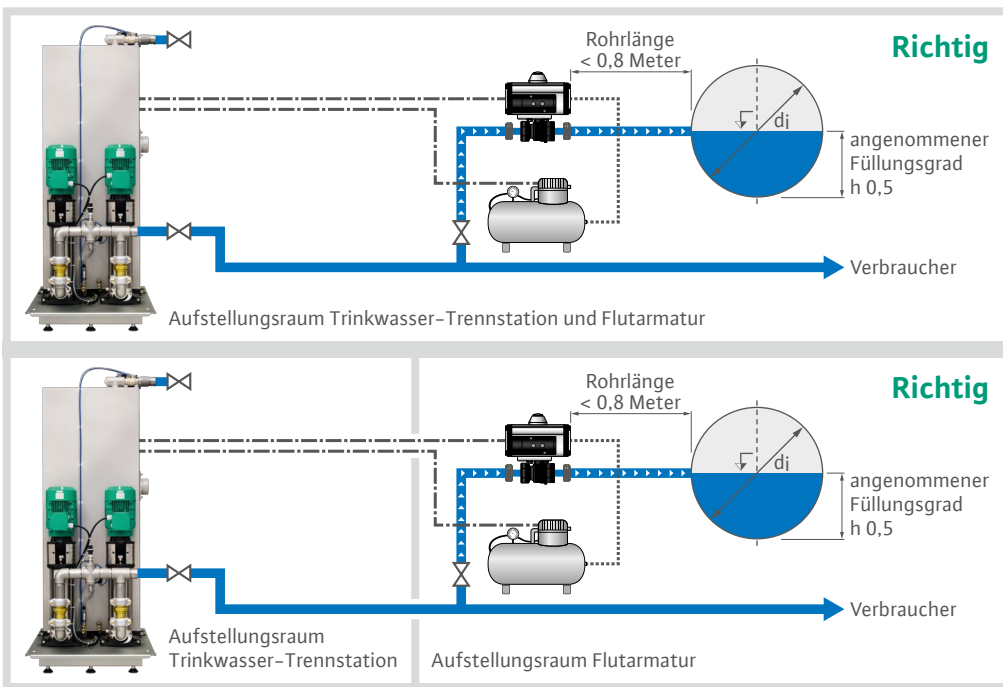 Richtig
Rohrlänge
< 0,8 Meter
di
angenommener
Füllungsgrad
h 0,5
Verbraucher
Aufstellungsraum Trinkwasser-Trennstation und Flutarmatur
Richtig
Rohrlänge
< 0,8 Meter
di
angenommener
Füllungsgrad
h 0,5
Verbraucher
Aufstellungsraum
Trinkwasser-Trennstation
Aufstellungsraum Flutarmatur